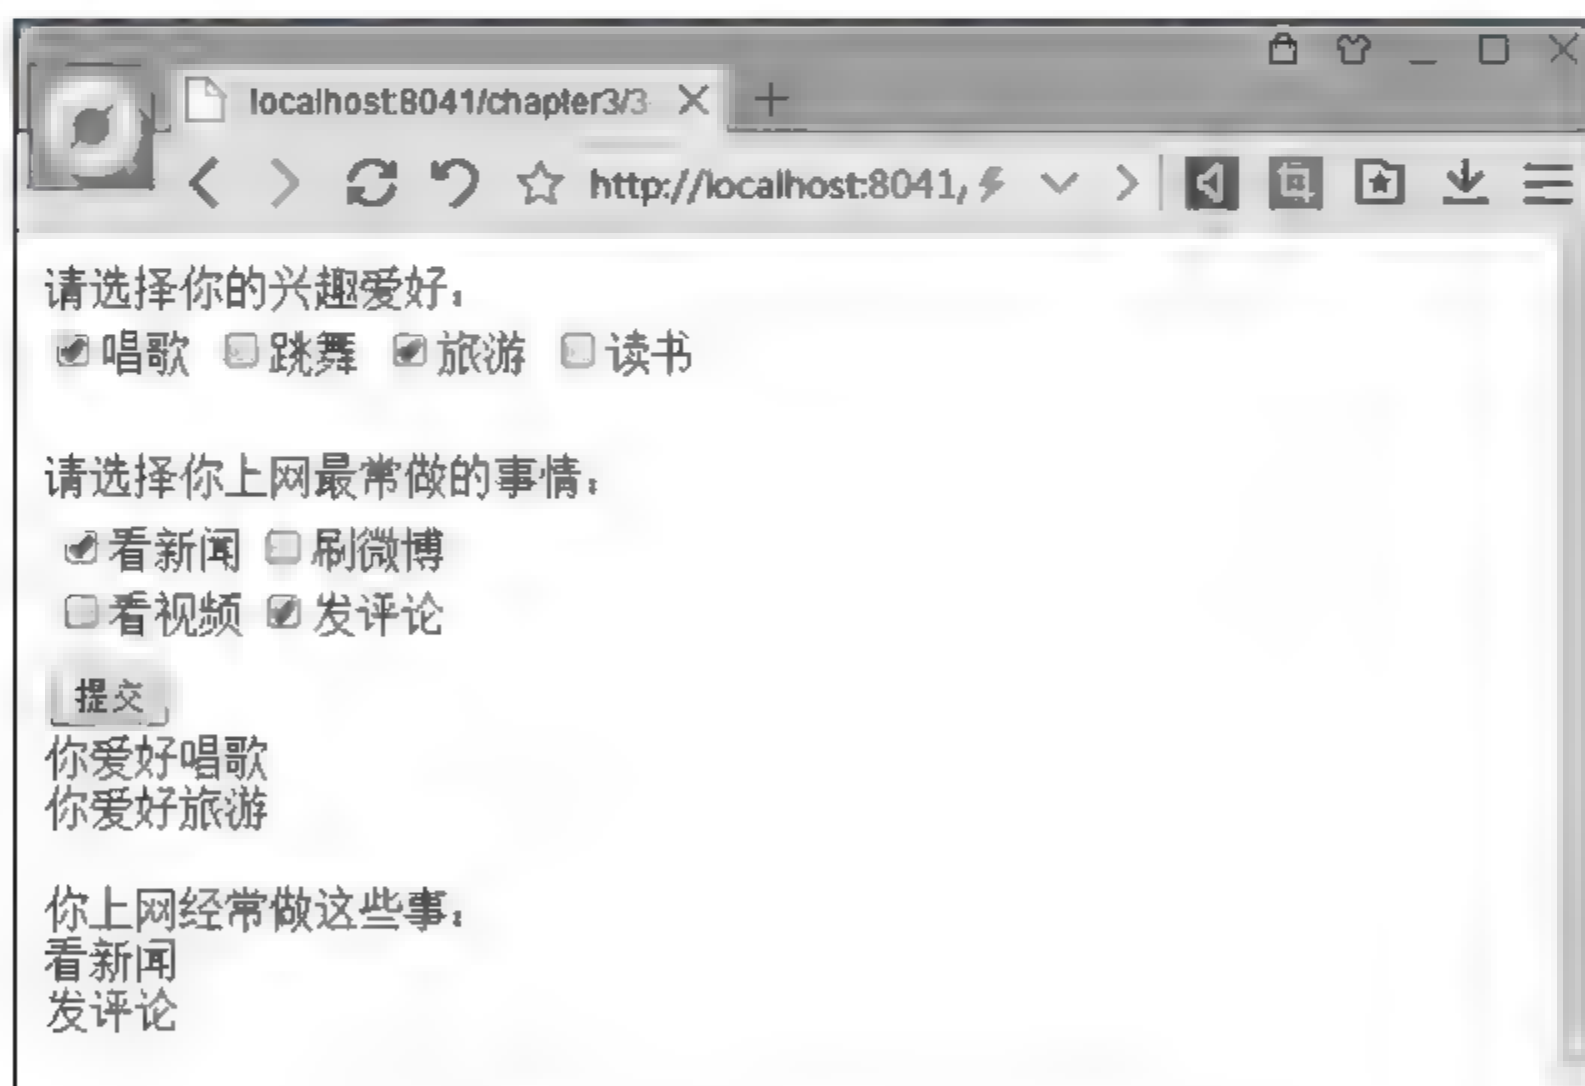 localhost:8041/chapter3/3
http://localhost:8041/
请选择你的兴趣爱好：
唱歌 跳舞 旅游 读书
请选择你上网最常做的事情：
看新闻 刷微博
看视频 发评论
提交
你爱好唱歌
你爱好旅游
你上网经常做这些事：
看新闻
发评论